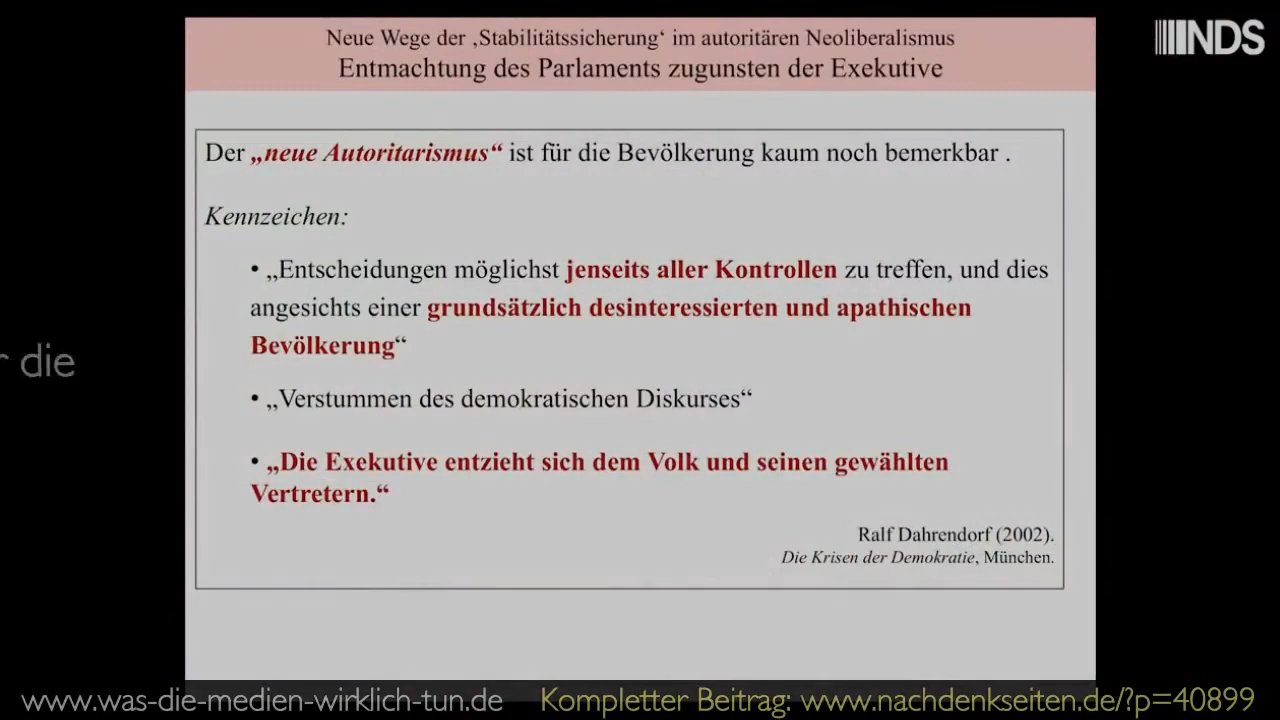 Neue Wege der ‚Stabilitätssicherung‘ im autoritären Neoliberalismus
Entmachtung des Parlaments zugunsten der Exekutive
NDS
Der „neue Autoritarismus“ ist für die Bevölkerung kaum noch bemerkbar .
Kennzeichen:
• „Entscheidungen möglichst jenseits aller Kontrollen zu treffen, und dies
angesichts einer grundsätzlich desinteressierten und apathischen
Bevölkerung“
r die
• „Verstummen des demokratischen Diskurses“
• „Die Exekutive entzieht sich dem Volk und seinen gewählten
Vertretern.“
Ralf Dahrendorf (2002).
Die Krisen der Demokratie, München.
www.was-die-medien-wirklich-tun.de Kompletter Beitrag: www.nachdenkseiten.de/?p=40899